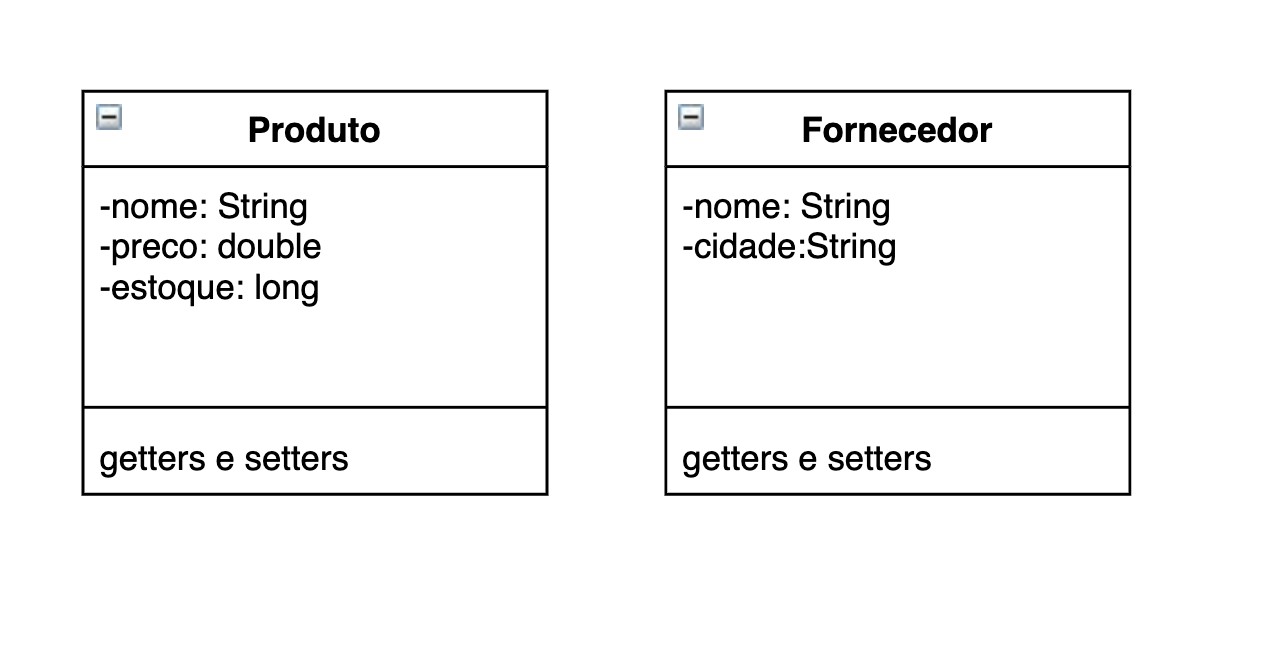 Produto
-nome: String
-preco: double
-estoque: long
getters e setters
Fornecedor
-nome: String
-cidade:String
getters e setters